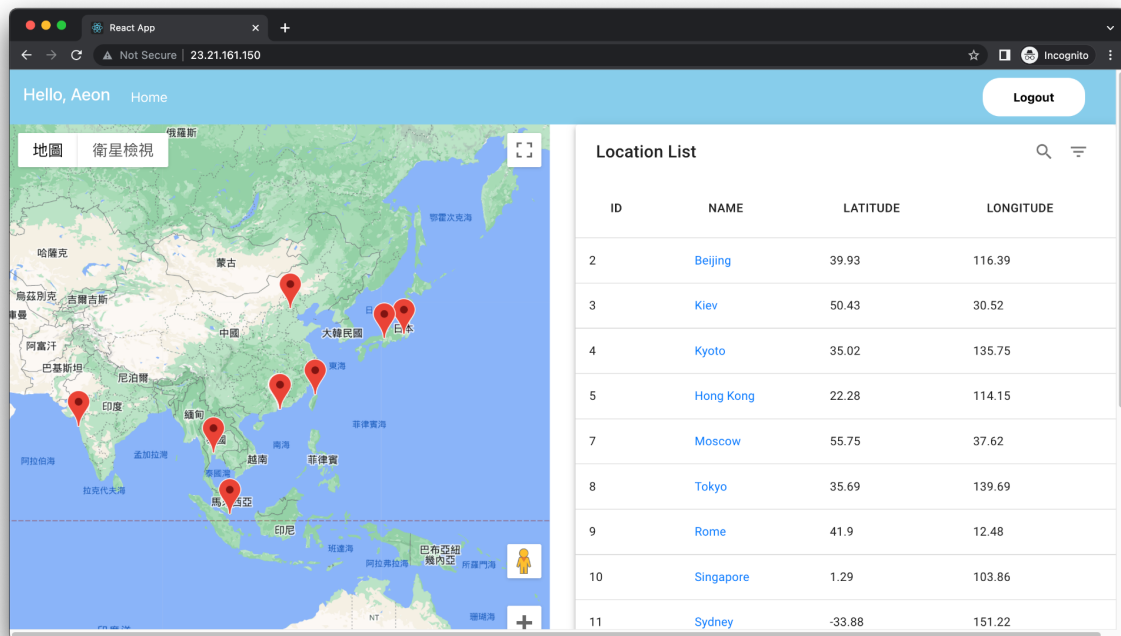 React App
Not Secure
23.21.161.150
Incognito
Hello, Aeon
Home
Logout
地圖
衛星檢視
俄羅斯
鄂霍次克海
哈薩克
蒙古
烏茲別克
吉爾吉斯
庫曼
中國
大韓民國
日本
阿富汗
巴基斯坦
尼泊爾
東海
印度
緬甸
菲律賓海
南海
阿拉伯海
孟加拉灣
越南
菲律賓
泰國灣
拉克代夫海
印尼
班達海
巴布亞紐
幾內亞
阿拉弗拉海
所羅門海
NT
珊瑚海
印度洋
Location List
ID NAME LATITUDE LONGITUDE
2 Beijing 39.93 116.39
3 Kiev 50.43 30.52
4 Kyoto 35.02 135.75
5 Hong Kong 22.28 114.15
7 Moscow 55.75 37.62
8 Tokyo 35.69 139.69
9 Rome 41.9 12.48
10 Singapore 1.29 103.86
11 Sydney -33.88 151.22